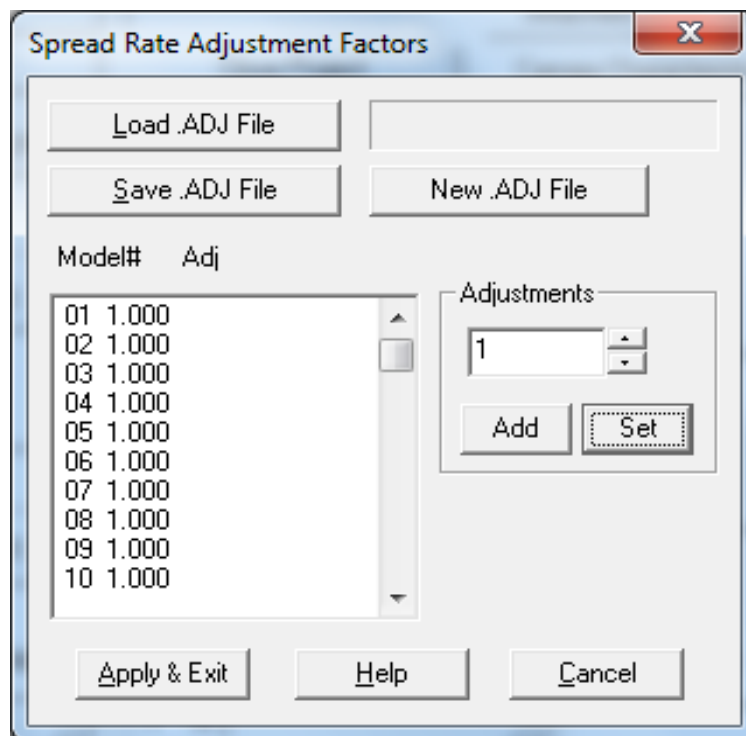 Spread Rate Adjustment Factors
Load .ADJ File
Save .ADJ File New .ADJ File
Model# Adj
01 1.000
02 1.000
03 1.000
04 1.000
05 1.000
06 1.000
07 1.000
08 1.000
09 1.000
10 1.000
Adjustments
1
Add Set
Apply & Exit Help Cancel